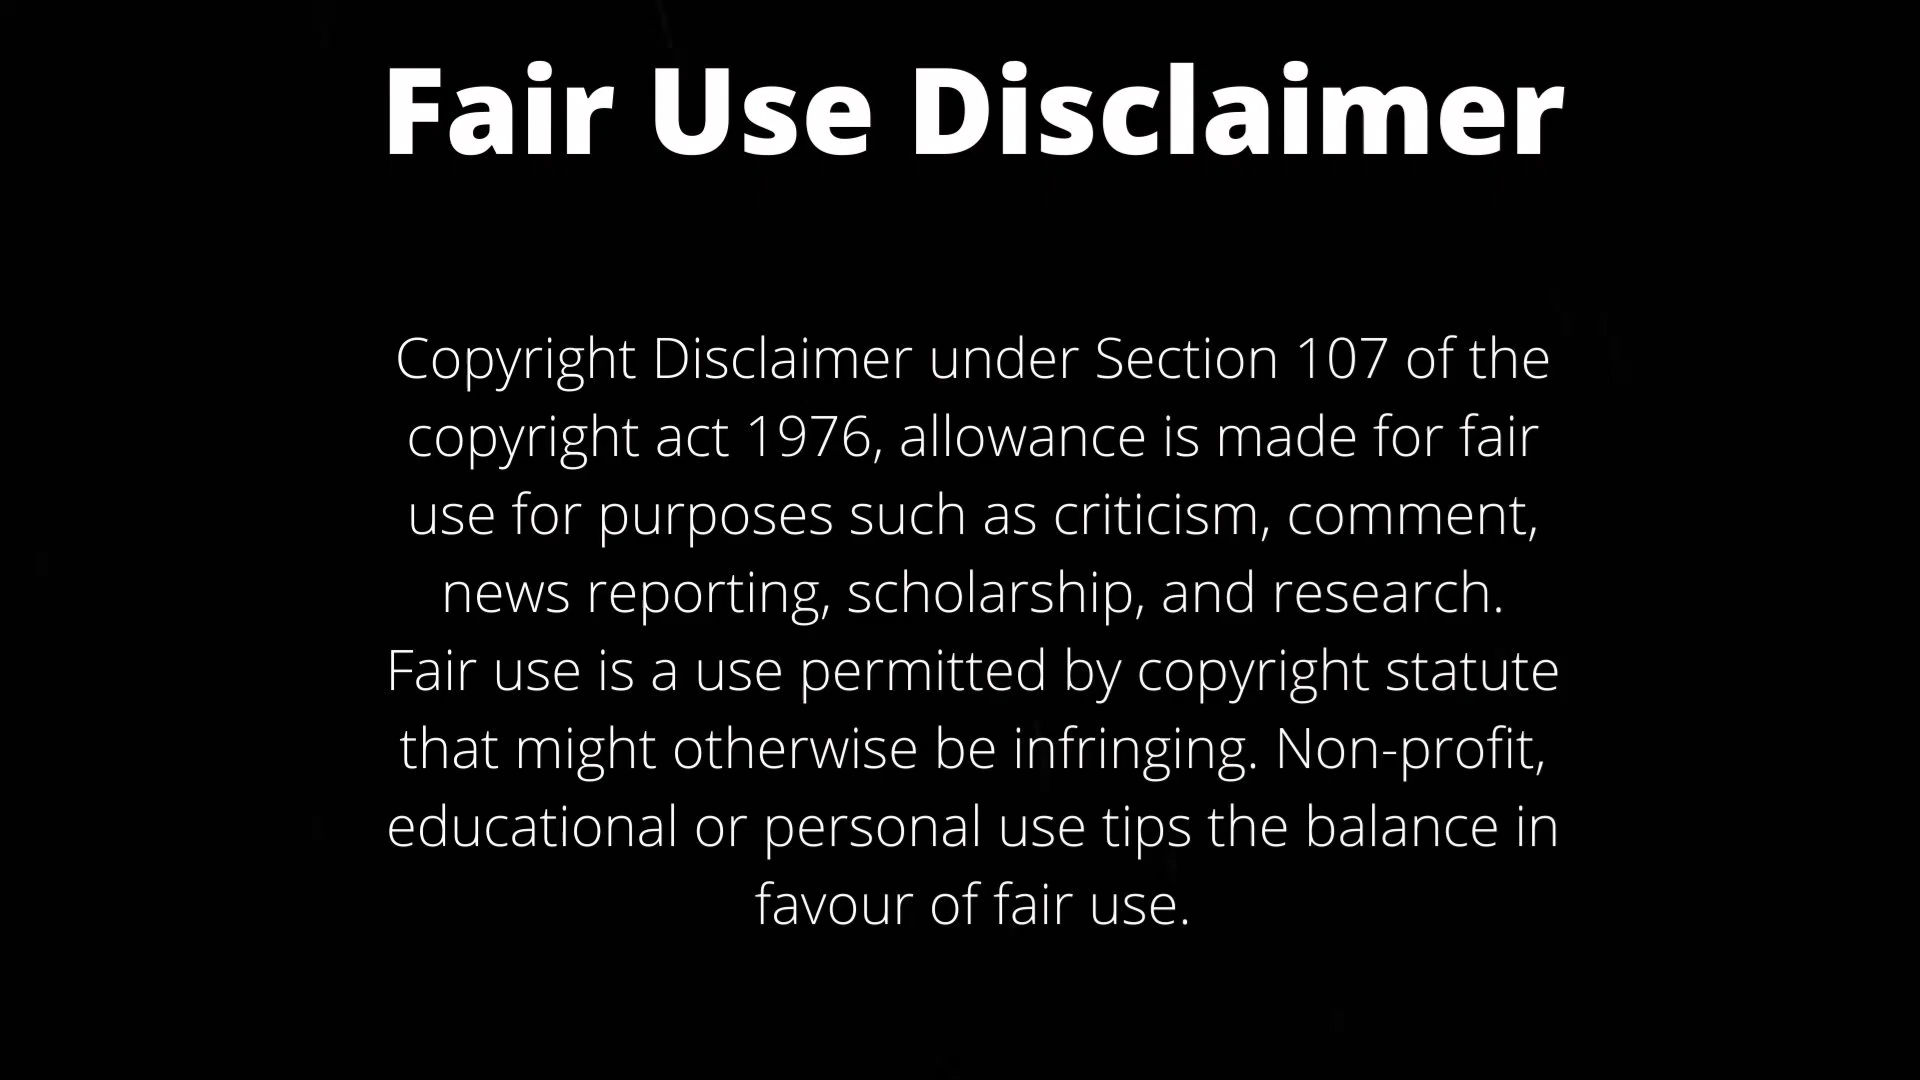 Fair Use Disclaimer
Copyright Disclaimer under Section 107 of the
copyright act 1976, allowance is made for fair
use for purposes such as criticism, comment,
news reporting, scholarship, and research.
Fair use is a use permitted by copyright statute
that might otherwise be infringing. Non-profit,
educational or personal use tips the balance in
favour of fair use.